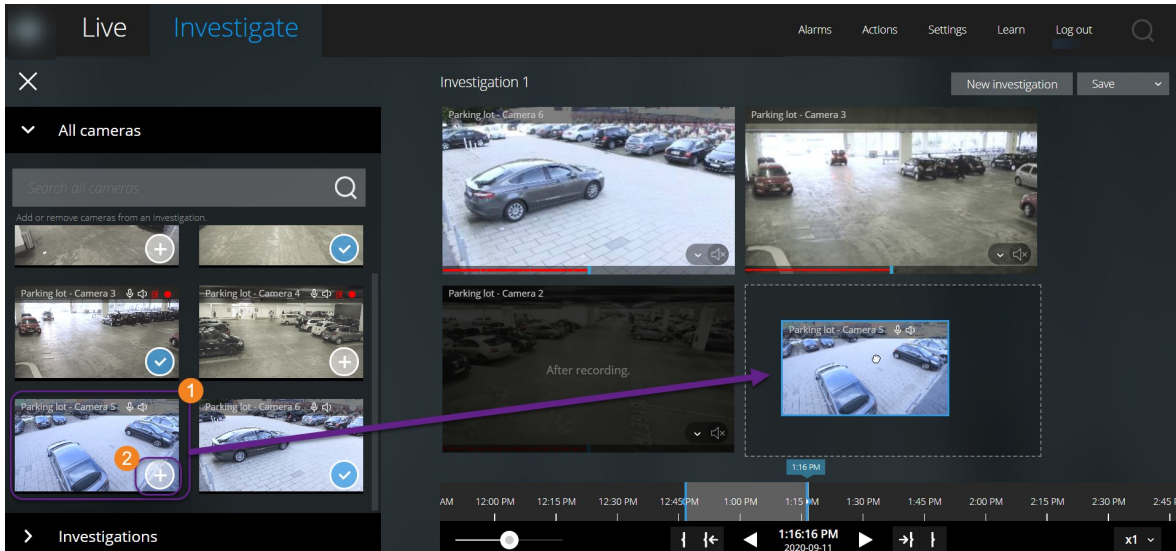 Live Investigate Alarms Actions Settings Learn Log out
Investigation 1 New investigation Save
All cameras
Search all cameras
Add or remove cameras from an investigation.
Parking lot - Camera 3 Parking lot - Camera 4
1
Parking lot - Camera 5 Parking lot - Camera 6
2
Investigations
Parking lot - Camera 6 Parking lot - Camera 3
Parking lot - Camera 2
After recording.
Parking lot - Camera 5
1:16 PM
AM 12:00 PM 12:15 PM 12:30 PM 12:45 PM 1:00 PM 1:15 PM 1:30 PM 1:45 PM 2:00 PM 2:15 PM 2:30 PM 2:45
1:16:16 PM
2020-09-11
x1